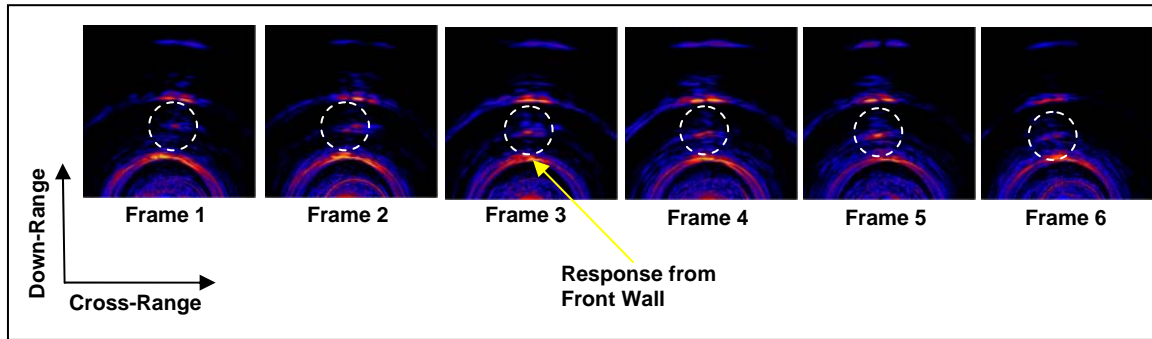 Frame 1
Frame 2
Frame 3
Frame 4
Frame 5
Frame 6
Down-Range
Cross-Range
Response from
Front Wall